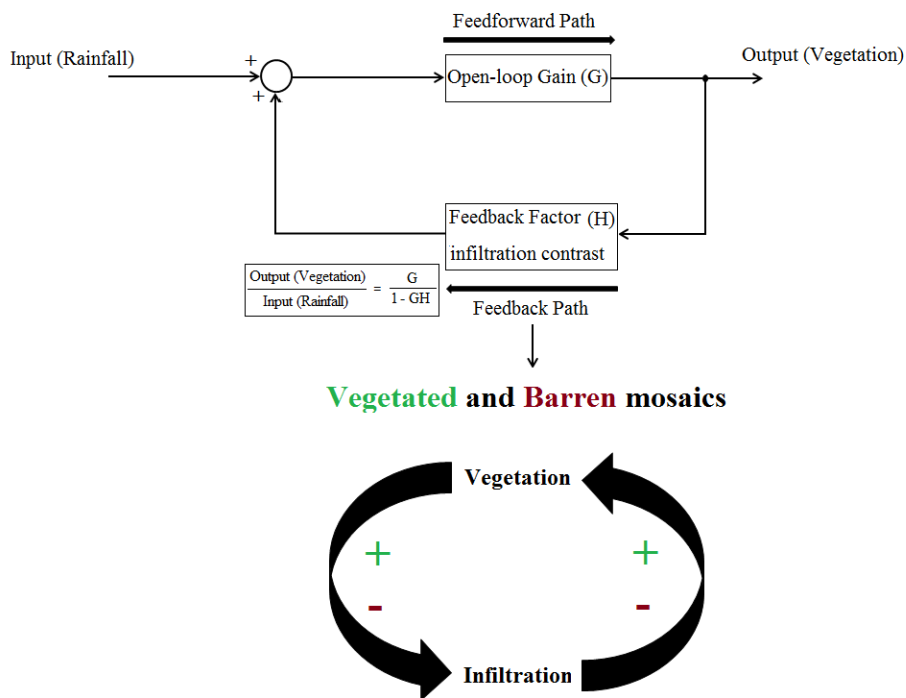 Feedforward Path
Input (Rainfall)
+
+
Open-loop Gain (G)
Output (Vegetation)
Feedback Factor (H)
infiltration contrast
Output (Vegetation)
Input (Rainfall)
=
G
1 - GH
Feedback Path
Vegetated and Barren mosaics
Vegetation
+ +
- -
Infiltration